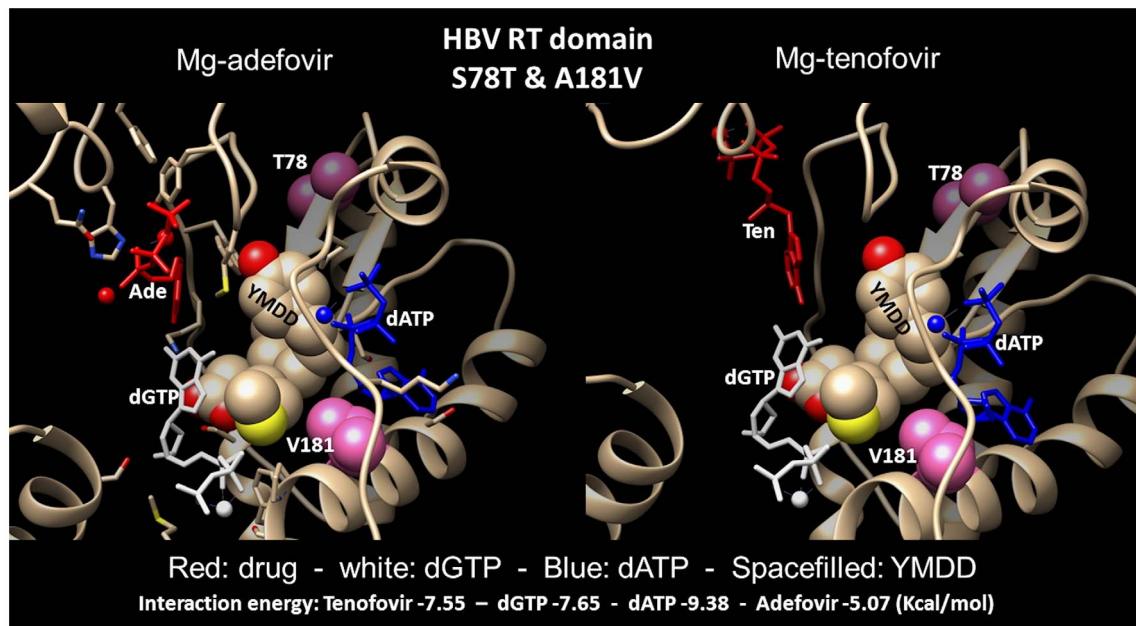 HBV RT domain
S78T & A181V
Mg-adefovir
Mg-tenofovir
T78
Ade
YMDD
dATP
dGTP
V181
T78
Ten
YMDD
dATP
dGTP
V181
Red: drug - white: dGTP - Blue: dATP - Spacefilled: YMDD
Interaction energy: Tenofovir -7.55 – dGTP -7.65 - dATP -9.38 - Adefovir -5.07 (Kcal/mol)